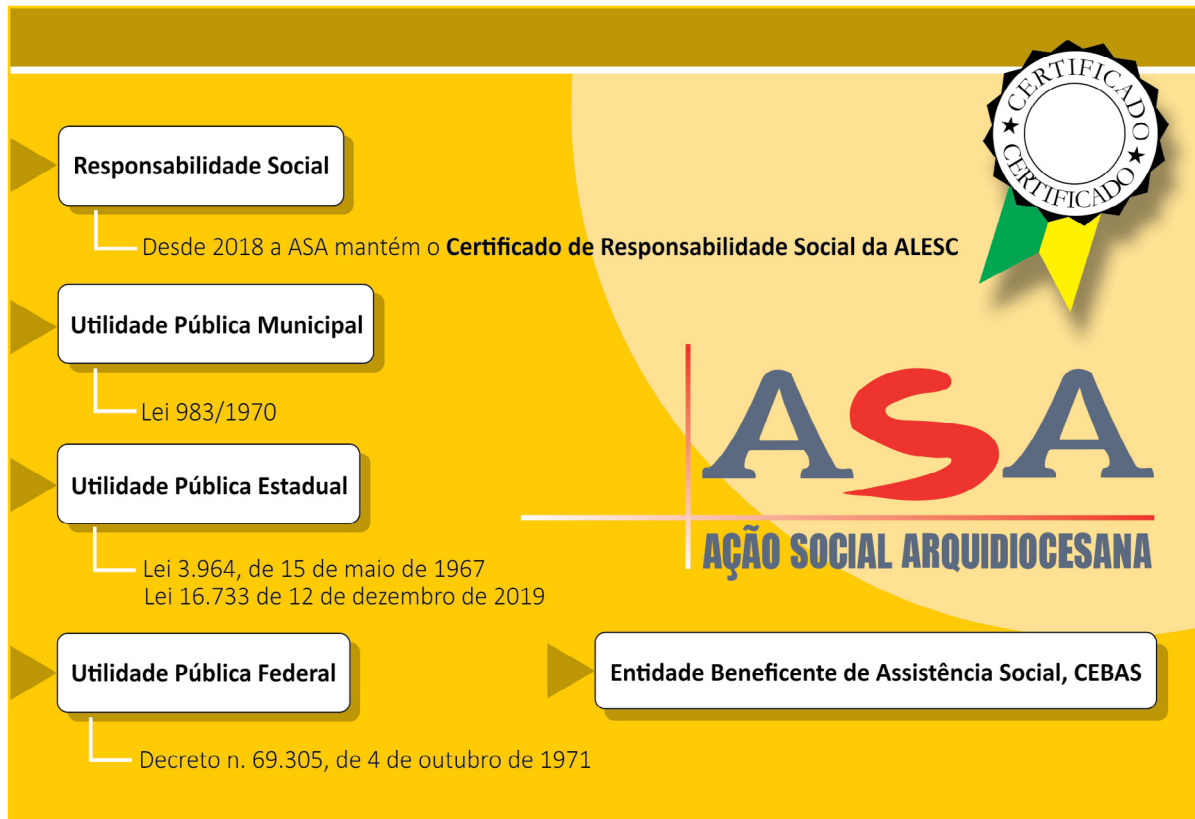 CERTIFICADO
CERTIFICADO
Responsabilidade Social
Desde 2018 a ASA mantém o Certificado de Responsabilidade Social da ALESC
Utilidade Pública Municipal
Lei 983/1970
ASA
AÇÃO SOCIAL ARQUIDIOCESANA
Utilidade Pública Estadual
Lei 3.964, de 15 de maio de 1967
Lei 16.733 de 12 de dezembro de 2019
Utilidade Pública Federal
Decreto n. 69.305, de 4 de outubro de 1971
Entidade Beneficente de Assistência Social, CEBAS